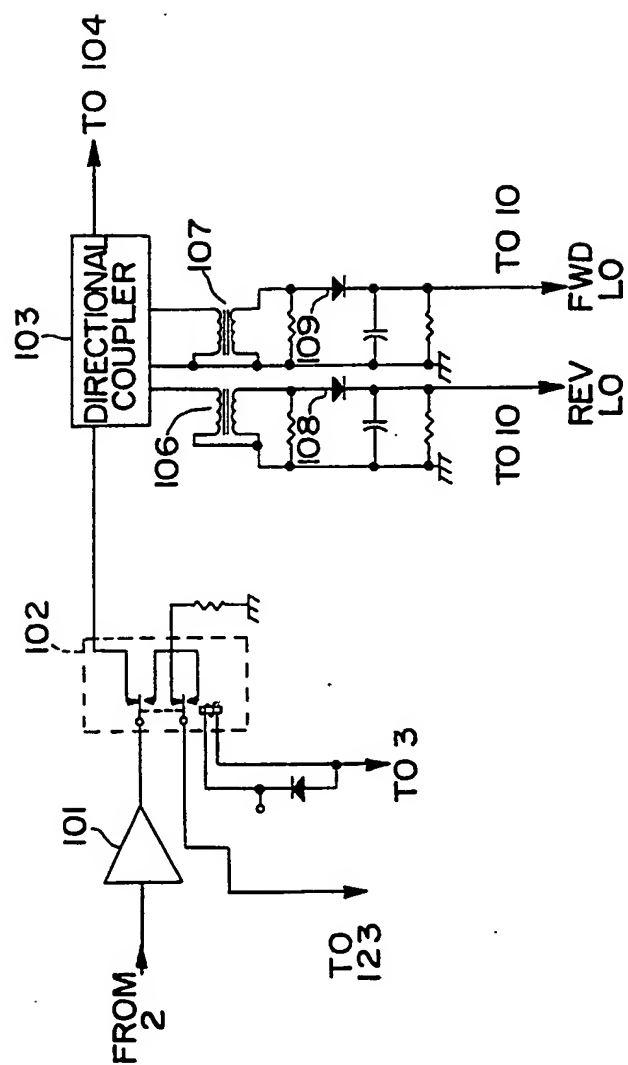 FROM
2
101
102
103
DIRECTIONAL
COUPLER
TO 104
TO
123
TO 3
106
107
108
109
TO 10
REV
LO
TO 10
FWD
LO